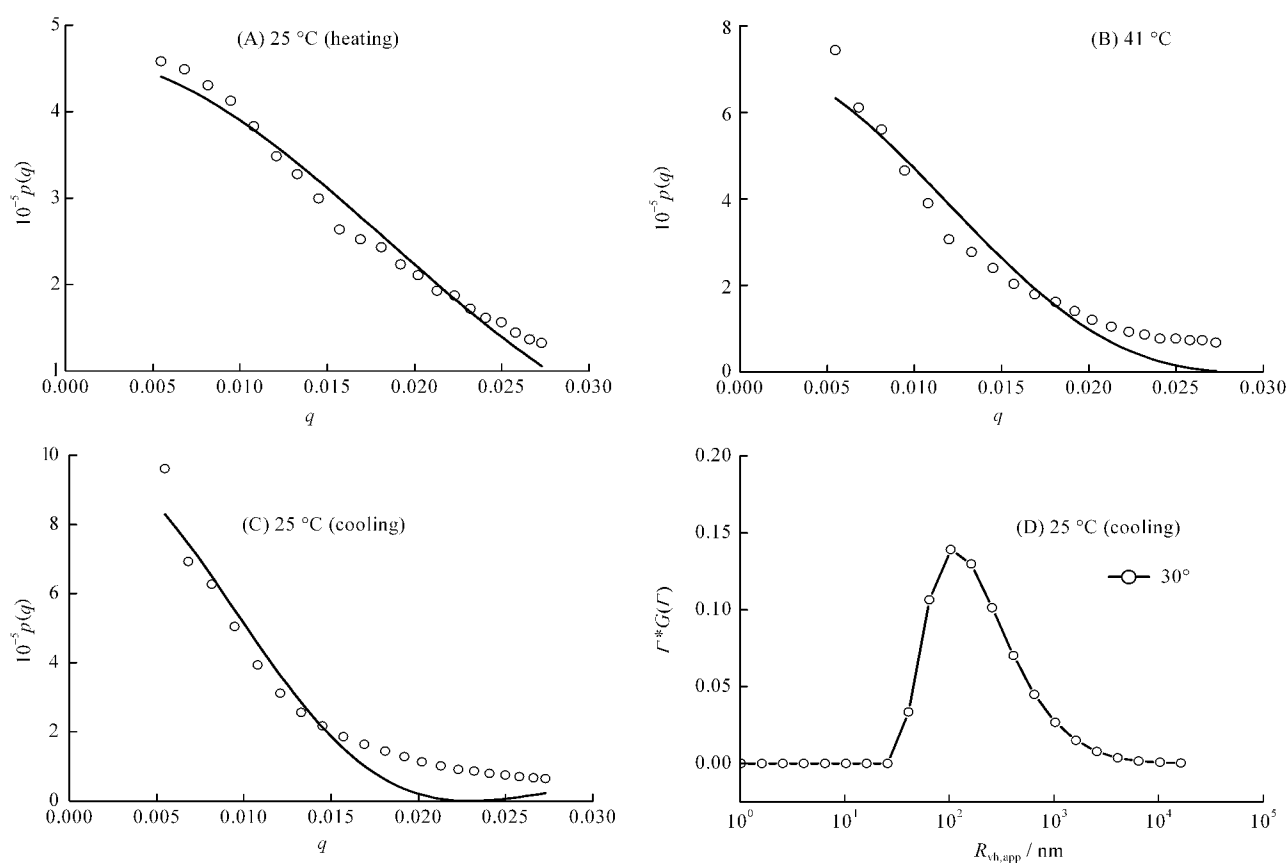 (A) 25 °C (heating)
5
4
3
2
1
10⁻⁵p(q)
0.000 0.005 0.010 0.015 0.020 0.025 0.030
q
(B) 41 °C
8
6
4
2
0
10⁻⁵p(q)
0.000 0.005 0.010 0.015 0.020 0.025 0.030
q
(C) 25 °C (cooling)
10
8
6
4
2
0
10⁻⁵p(q)
0.000 0.005 0.010 0.015 0.020 0.025 0.030
q
(D) 25 °C (cooling)
30°
0.20
0.15
0.10
0.05
0.00
Γ*G(Γ)
10⁰ 10¹ 10² 10³ 10⁴ 10⁵
Rvh,app / nm